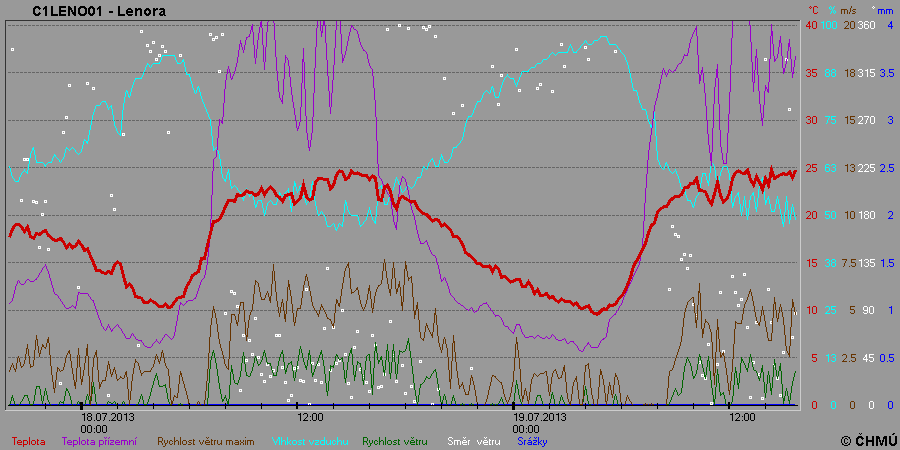 C1LENO01 - Lenora
°C % m/s ° mm
40 100 20 360 4
35 88 18 315 3.5
30 75 15 270 3
25 63 13 225 2.5
20 50 10 180 2
15 38 7.5 135 1.5
10 25 5 90 1
5 13 2.5 45 0.5
0 0 0 0 0
18.07.2013 12:00 19.07.2013 12:00
00:00 00:00
Teplota Teplota přízemní Rychlost větru maxim Vlhkost vzduchu Rychlost větru Směr větru Srážky
© ČHMÚ